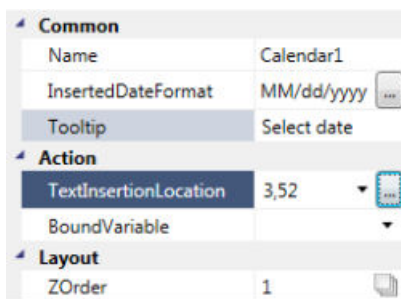 Common
Name Calendar1
InsertedDateFormat MM/dd/yyyy ...
Tooltip Select date
Action
TextInsertionLocation 3,52 ...
BoundVariable
Layout
ZOrder 1